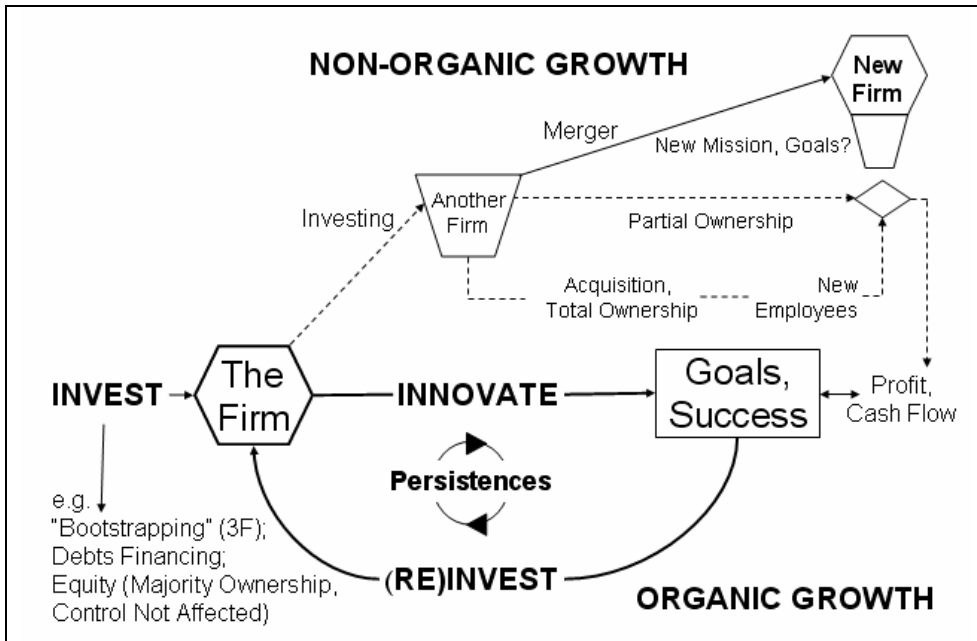 NON-ORGANIC GROWTH
New
Firm
Merger
New Mission, Goals?
Another
Firm
Investing
Partial Ownership
Acquisition,
Total Ownership
New
Employees
INVEST
The
Firm
INNOVATE
Goals,
Success
Profit,
Cash Flow
Persistences
e.g.
"Bootstrapping" (3F);
Debts Financing;
Equity (Majority Ownership,
Control Not Affected)
(RE)INVEST
ORGANIC GROWTH